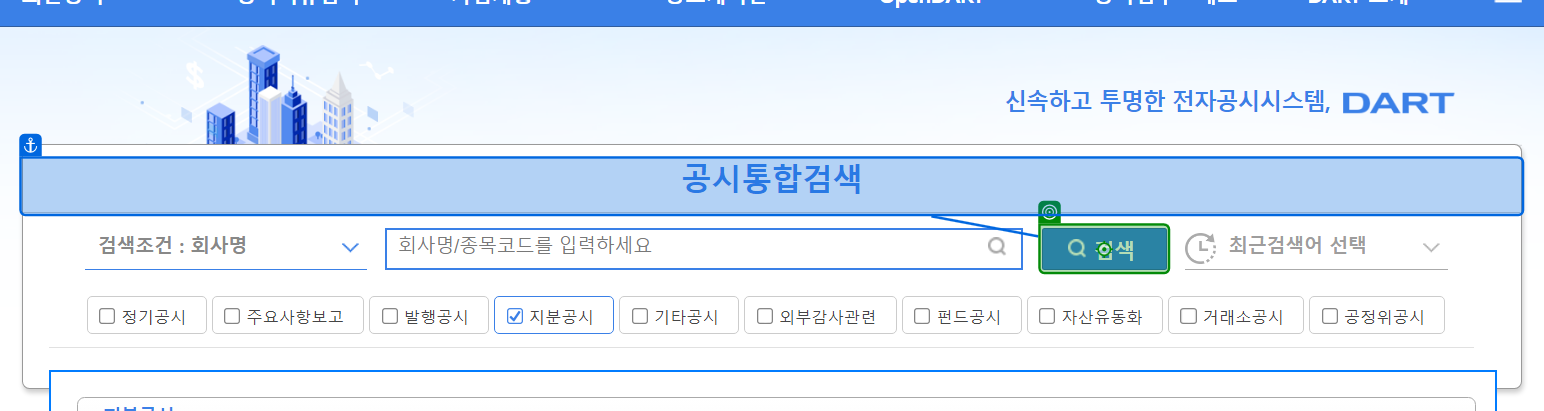 OpenDART
신속하고 투명한 전자공시시스템, DART
공시통합검색
검색조건 : 회사명
회사명/종목코드를 입력하세요
검색
최근검색어 선택
정기공시
주요사항보고
발행공시
지분공시
기타공시
외부감사관련
펀드공시
자산유동화
거래소공시
공정위공시